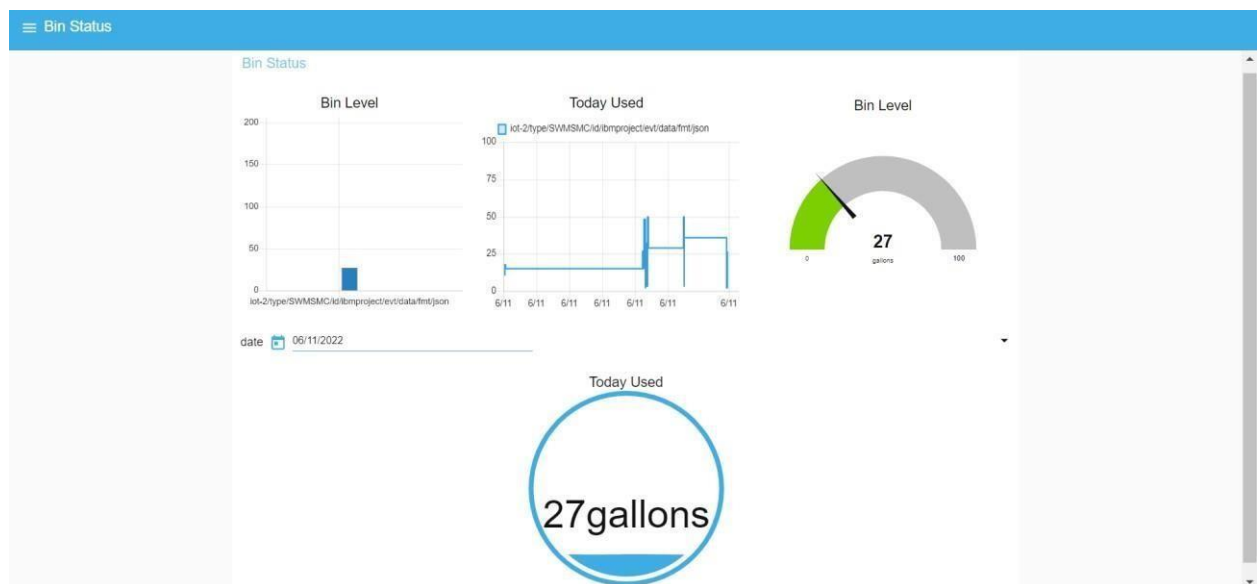 Bin Status
Bin Status
Bin Level
200
150
100
50
0
iot-2/type/SWMSMC/id/ibmproject/evt/data/fmt/json
Today Used
iot-2/type/SWMSMC/id/ibmproject/evt/data/fmt/json
100
75
50
25
0
6/11 6/11 6/11 6/11 6/11 6/11 6/11
Bin Level
27
gallons
0 100
date 06/11/2022
Today Used
27gallons